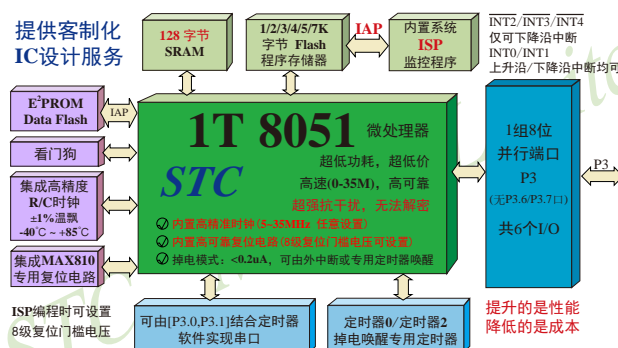 提供客制化
IC设计服务
128 字节
SRAM
1/2/3/4/5/7K
字节 Flash
程序存储器
IAP
内置系统
ISP
监控程序
INT2/INT3/INT4
仅可下降沿中断
INT0/INT1
上升沿/下降沿中断均可
E²PROM
Data Flash
IAP
看门狗
集成高精度
R/C时钟
±1%温飘
-40℃ ~ +85℃
集成MAX810
专用复位电路
ISP编程时可设置
8级复位门槛电压
1T 8051 微处理器
STC
超低功耗，超低价
高速(0-35M)，高可靠
超强抗干扰，无法解密
内置高精准时钟(5~35MHz 任意设置)
内置高可靠复位电路(8级复位门槛电压可设置)
掉电模式：<0.2uA，可由外中断或专用定时器唤醒
1组8位
并行端口
P3
(无P3.6/P3.7口)
共6个I/O
P3
可由[P3.0,P3.1]结合定时器
软件实现串口
定时器0/定时器2
掉电唤醒专用定时器
提升的是性能
降低的是成本